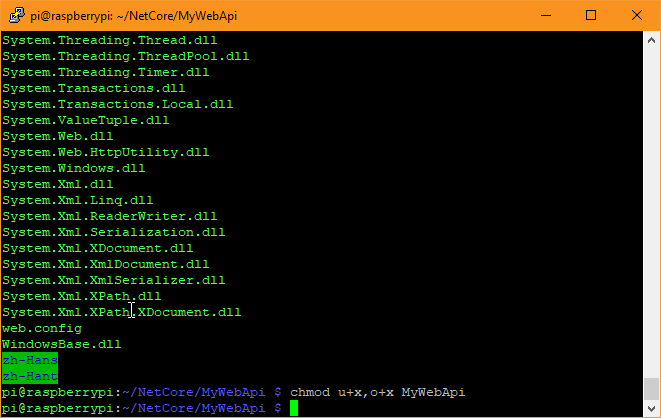 pi@raspberrypi: ~/NetCore/MyWebApi
System.Threading.Thread.dll
System.Threading.ThreadPool.dll
System.Threading.Timer.dll
System.Transactions.dll
System.Transactions.Local.dll
System.ValueTuple.dll
System.Web.dll
System.Web.HttpUtility.dll
System.Windows.dll
System.Xml.dll
System.Xml.Linq.dll
System.Xml.ReaderWriter.dll
System.Xml.Serialization.dll
System.Xml.XDocument.dll
System.Xml.XmlDocument.dll
System.Xml.XmlSerializer.dll
System.Xml.XPath.dll
System.Xml.XPath.XDocument.dll
web.config
WindowsBase.dll
zh-Hans
zh-Hant
pi@raspberrypi:~/NetCore/MyWebApi $ chmod u+x,o+x MyWebApi
pi@raspberrypi:~/NetCore/MyWebApi $